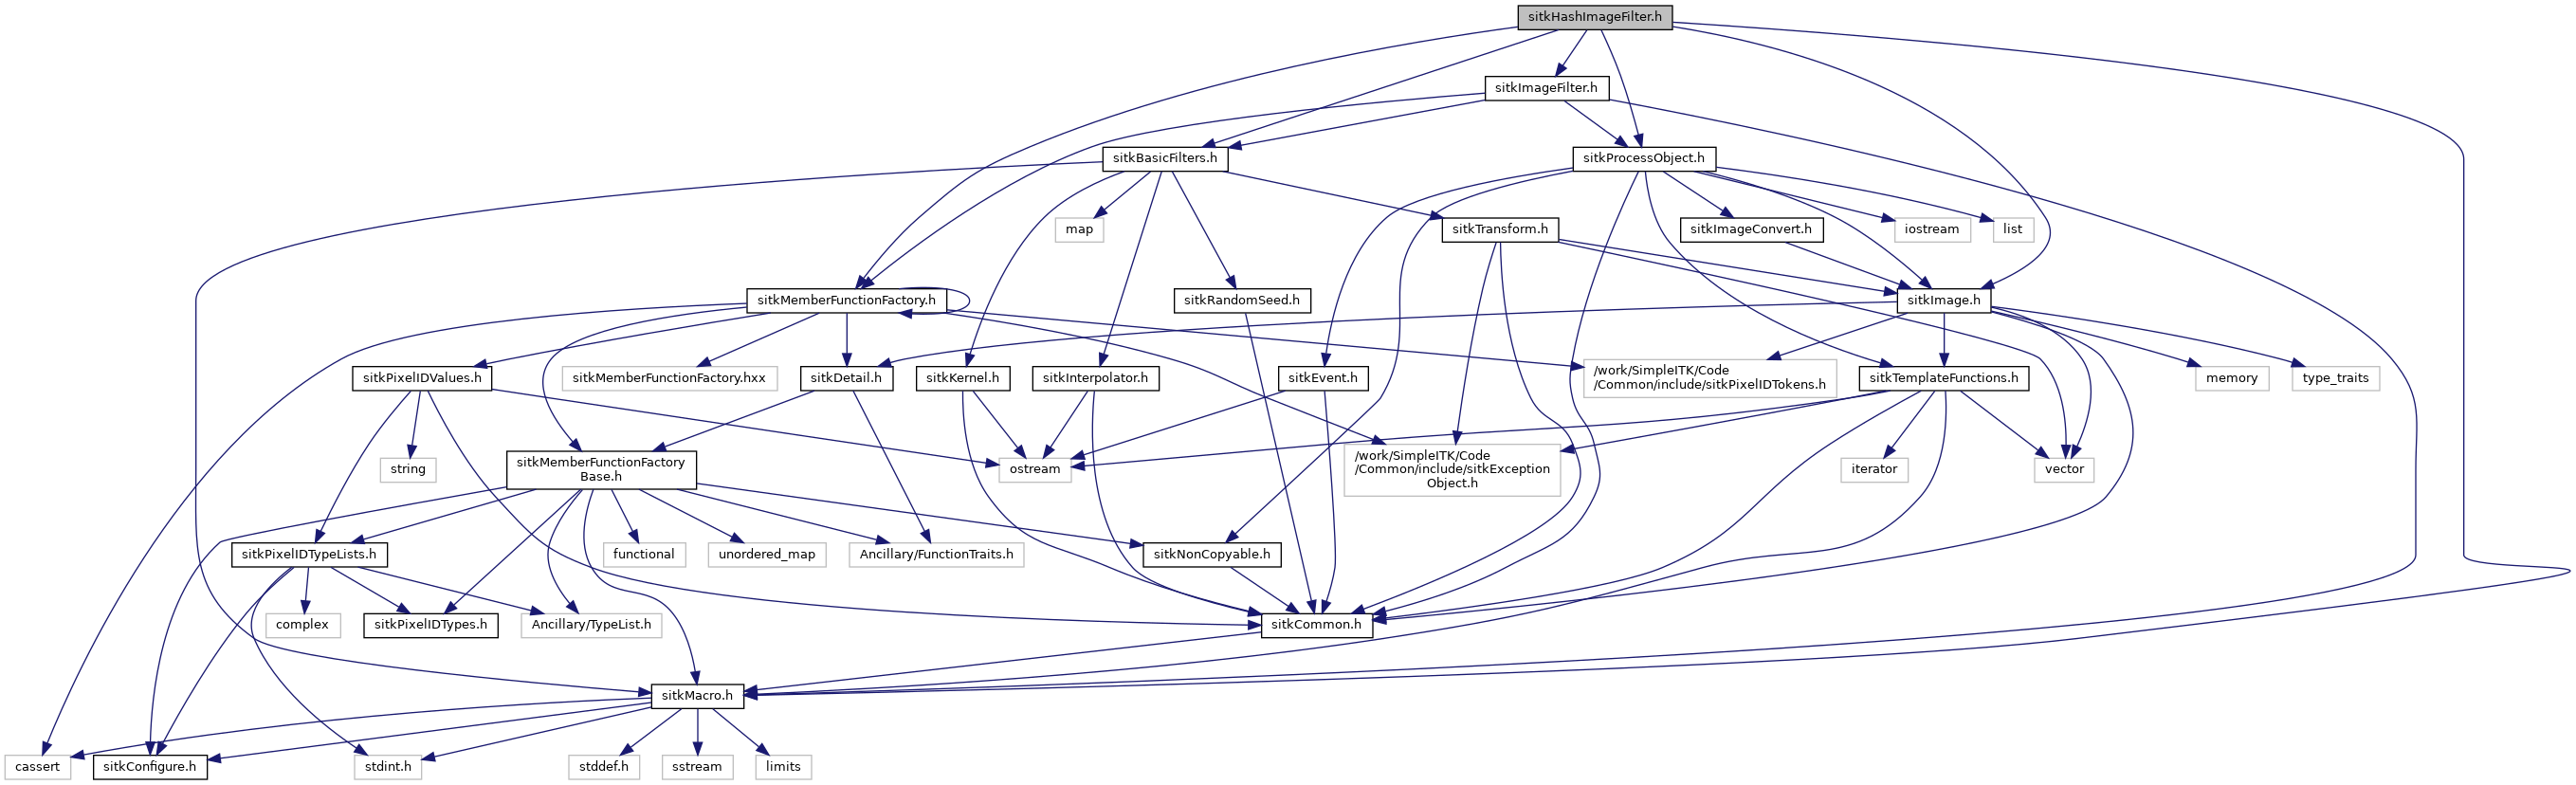 sitkHashImageFilter.h
sitkImageFilter.h
sitkBasicFilters.h
sitkProcessObject.h
map
sitkTransform.h
sitkImageConvert.h
iostream
list
sitkMemberFunctionFactory.h
sitkRandomSeed.h
sitkImage.h
sitkPixelIDValues.h
sitkMemberFunctionFactory.hxx
sitkDetail.h
sitkKernel.h
sitkInterpolator.h
sitkEvent.h
/work/SimpleITK/Code
/Common/include/sitkPixelIDTokens.h
sitkTemplateFunctions.h
memory
type_traits
string
sitkMemberFunctionFactory
Base.h
ostream
/work/SimpleITK/Code
/Common/include/sitkException
Object.h
iterator
vector
sitkPixelIDTypeLists.h
functional
unordered_map
Ancillary/FunctionTraits.h
sitkNonCopyable.h
complex
sitkPixelIDTypes.h
Ancillary/TypeList.h
sitkCommon.h
sitkMacro.h
cassert
sitkConfigure.h
stdint.h
stddef.h
sstream
limits